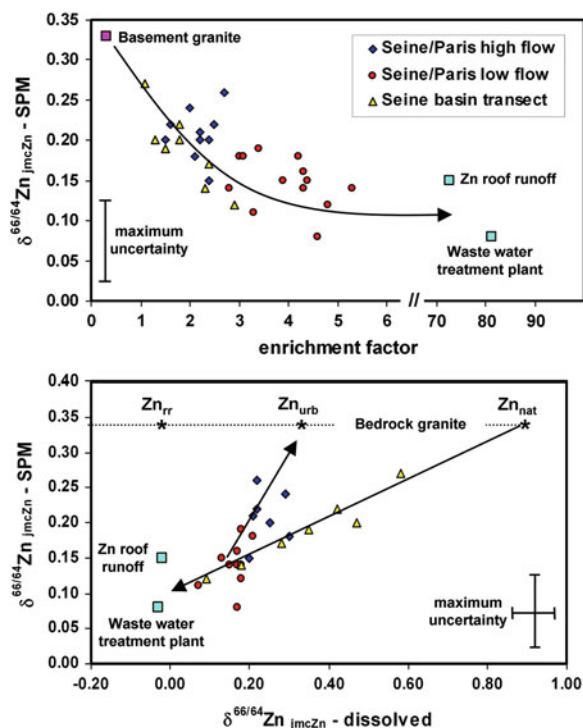 0.35
0.30
0.25
0.20
0.15
0.10
0.05
0.00
δ66/64Zn jmcZn - SPM
Basement granite
Seine/Paris high flow
Seine/Paris low flow
Seine basin transect
Zn roof runoff
Waste water
treatment plant
maximum
uncertainty
0 1 2 3 4 5 6 // 70 80 90
enrichment factor
0.40
0.35
0.30
0.25
0.20
0.15
0.10
0.05
0.00
δ66/64Zn jmcZn - SPM
Znrr Znurb Znnat
Bedrock granite
Zn roof
runoff
Waste water
treatment plant
maximum
uncertainty
-0.20 0.00 0.20 0.40 0.60 0.80 1.00
δ66/64Zn jmcZn - dissolved